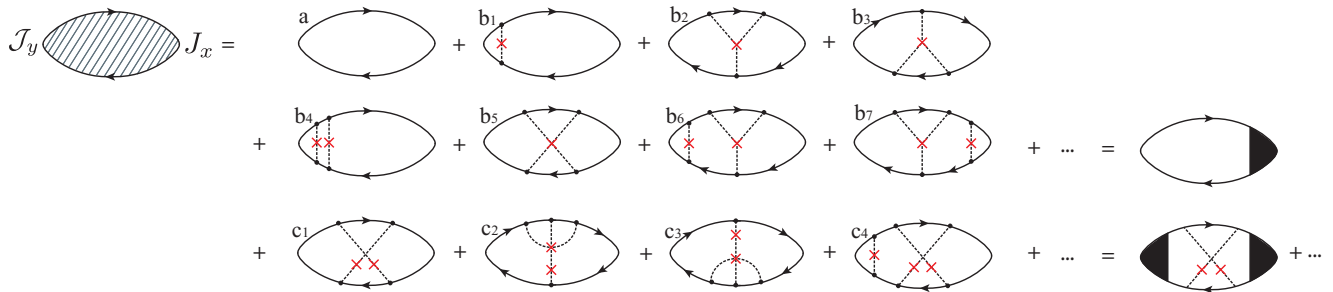 𝒥y Jx = a + b1 + b2 + b3
+ b4 + b5 + b6 + b7 + ... =
+ c1 + c2 + c3 + c4 + ... = + ...